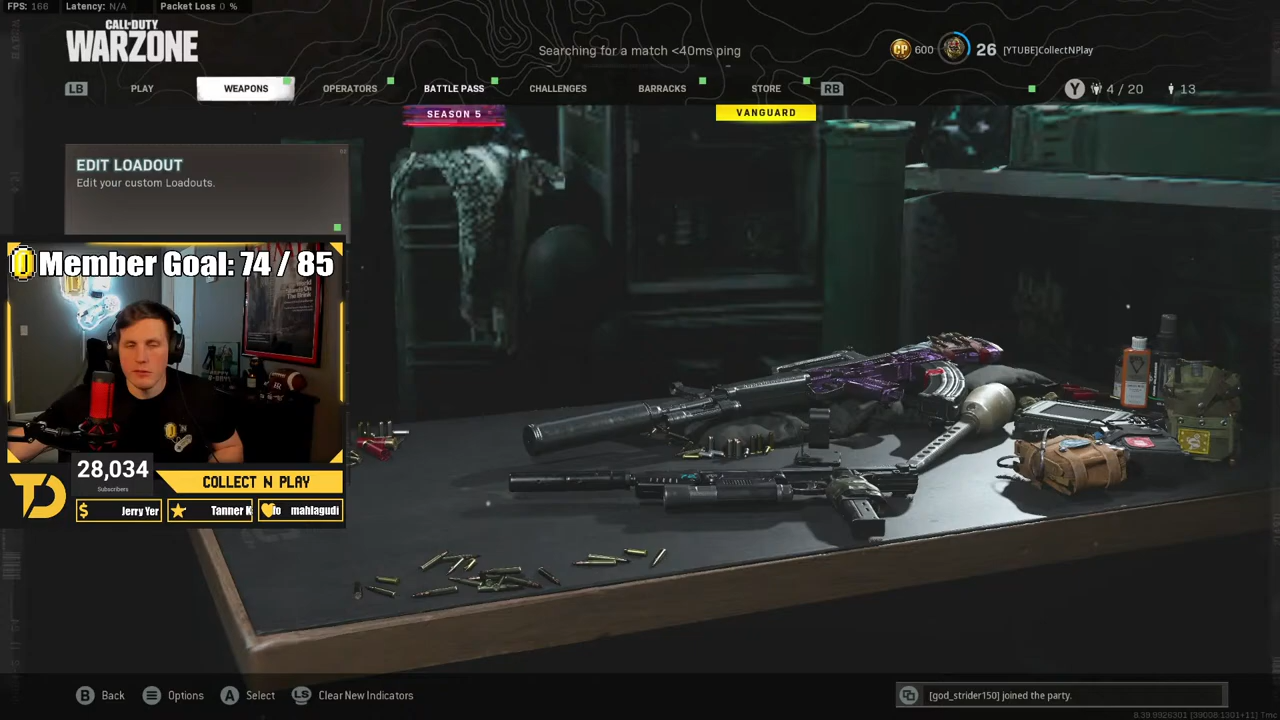 FPS: 166 Latency: N/A Packet Loss 0 %
CALL OF DUTY
WARZONE
Searching for a match <40ms ping
600
26 [YTUBE]CollectNPlay
LB PLAY WEAPONS OPERATORS BATTLE PASS CHALLENGES BARRACKS STORE RB
Y 4 / 20 13
SEASON 5
VANGUARD
EDIT LOADOUT
Edit your custom Loadouts.
Member Goal: 74 / 85
28,034
Subscribers
COLLECT N PLAY
$ Jerry Yer
Tanner K
mahlagudi
B Back Options A Select LS Clear New Indicators
[god_strider150] joined the party.